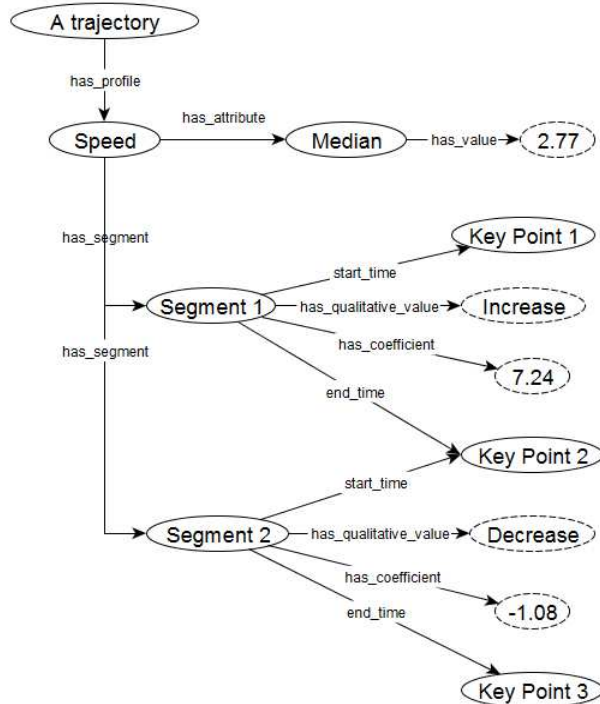 A trajectory
has_profile
Speed
has_attribute
Median
has_value
2.77
has_segment
Key Point 1
start_time
Segment 1
has_qualitative_value
Increase
has_segment
has_coefficient
7.24
end_time
Key Point 2
start_time
Segment 2
has_qualitative_value
Decrease
has_coefficient
-1.08
end_time
Key Point 3